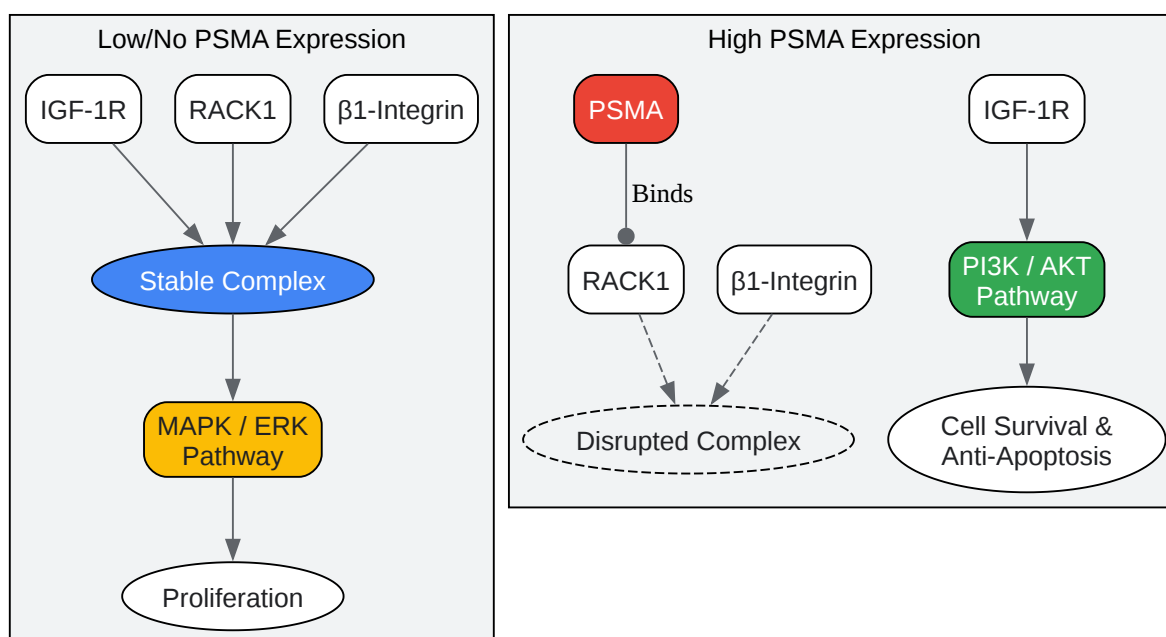 Low/No PSMA Expression
IGF-1R
RACK1
β1-Integrin
Stable Complex
MAPK / ERK
Pathway
Proliferation
High PSMA Expression
PSMA
IGF-1R
Binds
RACK1
β1-Integrin
PI3K / AKT
Pathway
Disrupted Complex
Cell Survival &
Anti-Apoptosis